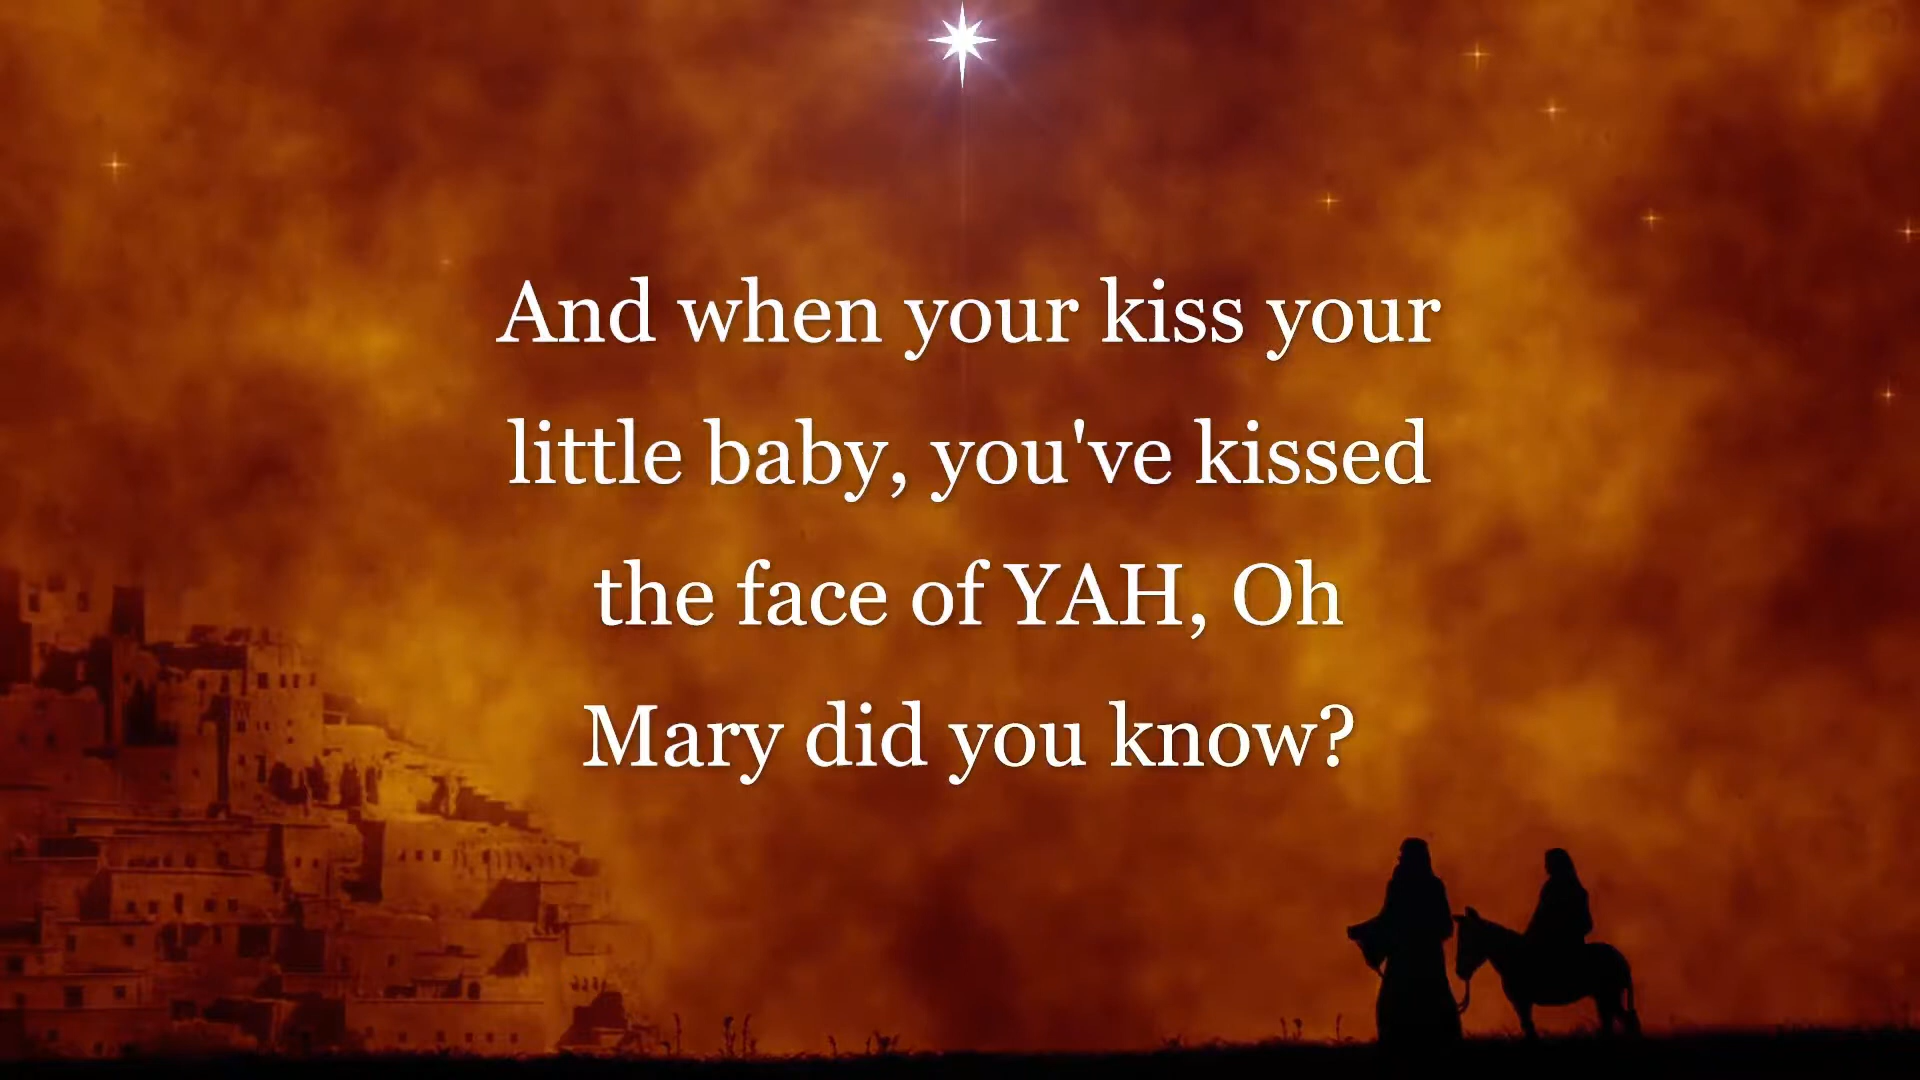 And when your kiss your
little baby, you've kissed
the face of YAH, Oh
Mary did you know?